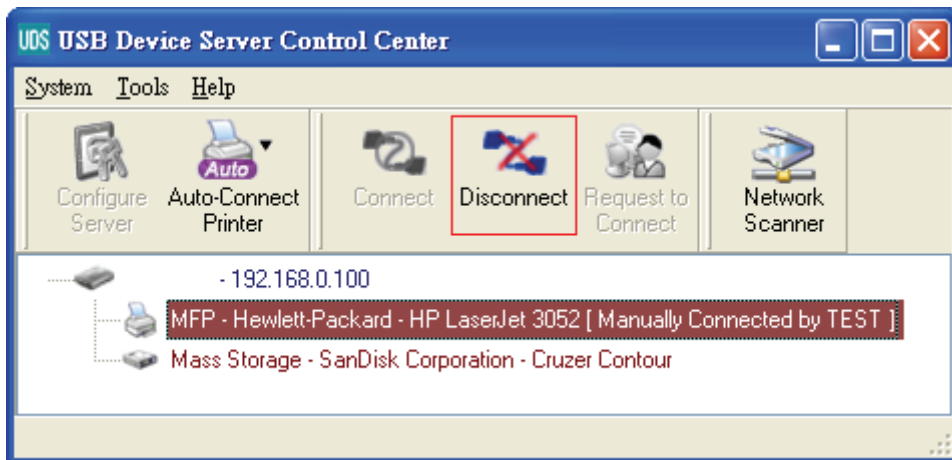 UDS USB Device Server Control Center
System Tools Help
Auto
Configure Server
Auto-Connect Printer
Connect
Disconnect
Request to Connect
Network Scanner
- 192.168.0.100
MFP - Hewlett-Packard - HP LaserJet 3052 [ Manually Connected by TEST ]
Mass Storage - SanDisk Corporation - Cruzer Contour